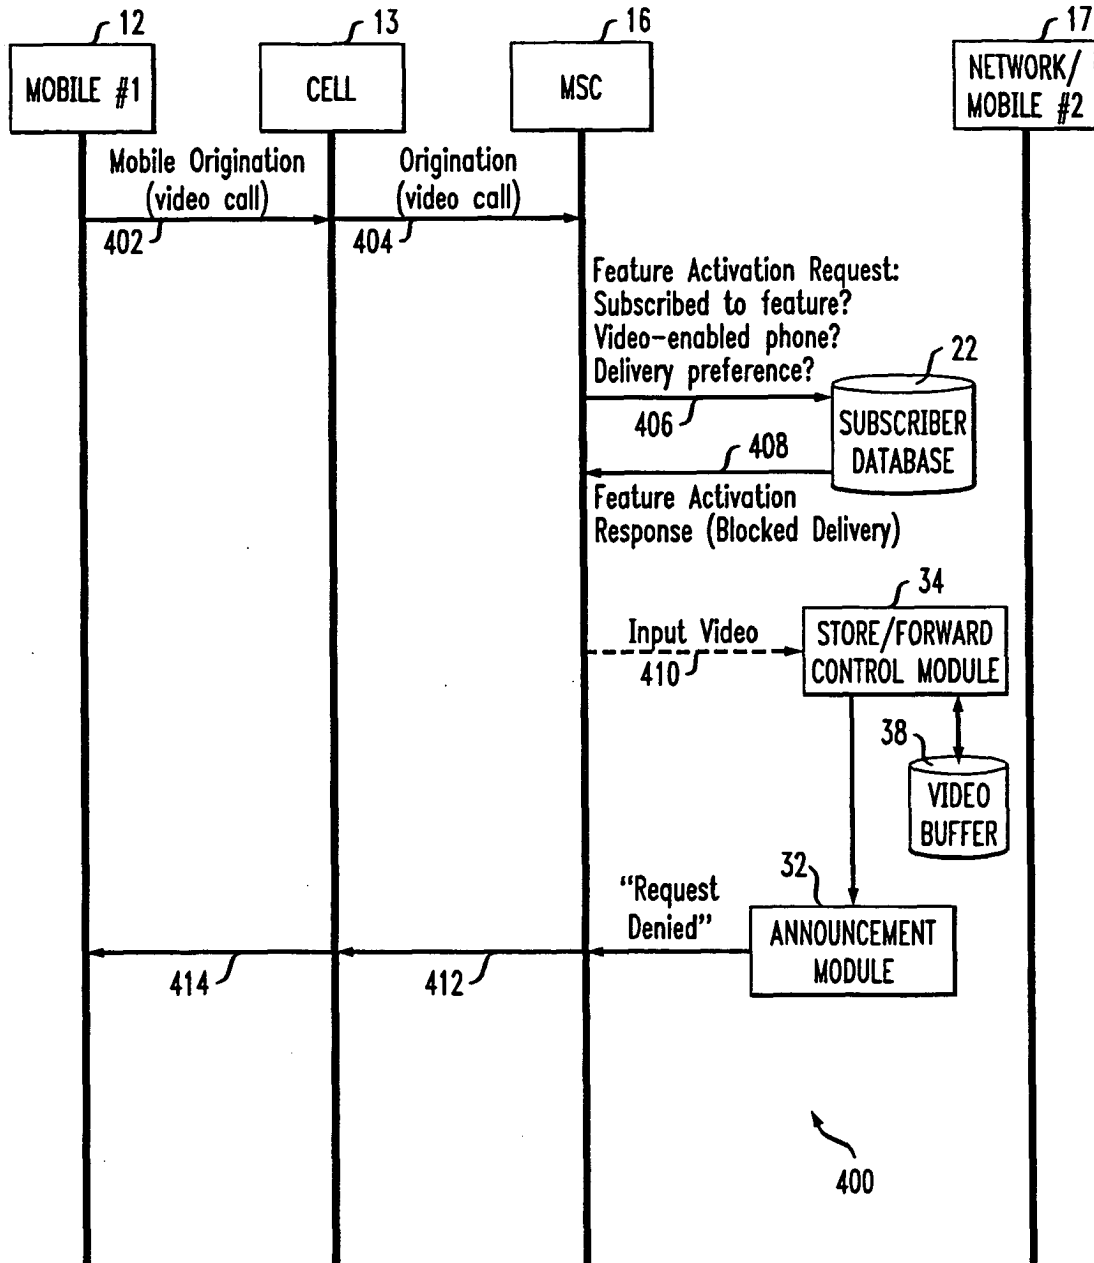 12
13
16
17
MOBILE #1
CELL
MSC
NETWORK/
MOBILE #2
Mobile Origination
(video call)
402
Origination
(video call)
404
Feature Activation Request:
Subscribed to feature?
Video-enabled phone?
Delivery preference?
406
22
SUBSCRIBER
DATABASE
408
Feature Activation
Response (Blocked Delivery)
34
Input Video
410
STORE/FORWARD
CONTROL MODULE
38
VIDEO
BUFFER
32
"Request
Denied"
ANNOUNCEMENT
MODULE
414
412
400